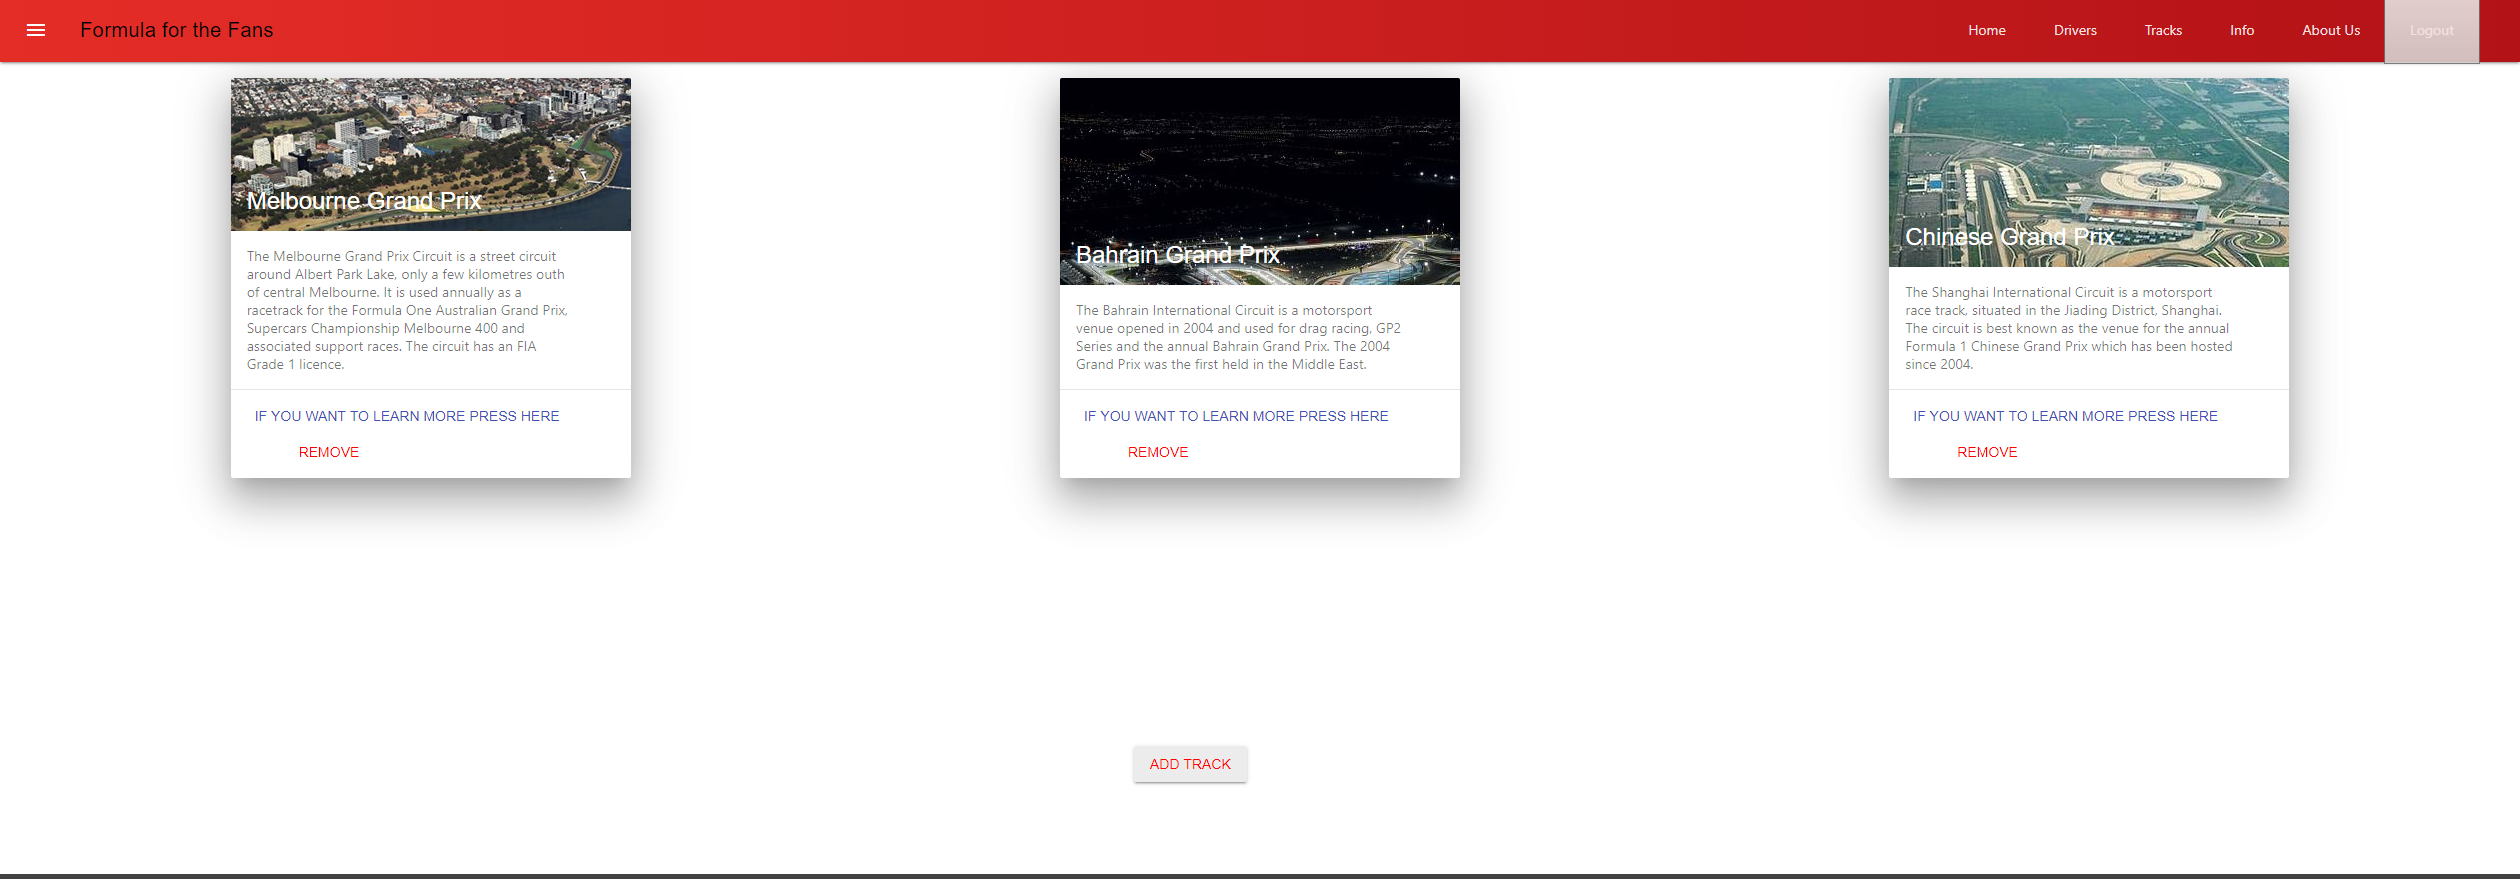 Formula for the Fans
Home Drivers Tracks Info About Us Logout
Melbourne Grand Prix
The Melbourne Grand Prix Circuit is a street circuit
around Albert Park Lake, only a few kilometres outh
of central Melbourne. It is used annually as a
racetrack for the Formula One Australian Grand Prix,
Supercars Championship Melbourne 400 and
associated support races. The circuit has an FIA
Grade 1 licence.
IF YOU WANT TO LEARN MORE PRESS HERE
REMOVE
Bahrain Grand Prix
The Bahrain International Circuit is a motorsport
venue opened in 2004 and used for drag racing, GP2
Series and the annual Bahrain Grand Prix. The 2004
Grand Prix was the first held in the Middle East.
IF YOU WANT TO LEARN MORE PRESS HERE
REMOVE
Chinese Grand Prix
The Shanghai International Circuit is a motorsport
race track, situated in the Jiading District, Shanghai.
The circuit is best known as the venue for the annual
Formula 1 Chinese Grand Prix which has been hosted
since 2004.
IF YOU WANT TO LEARN MORE PRESS HERE
REMOVE
ADD TRACK